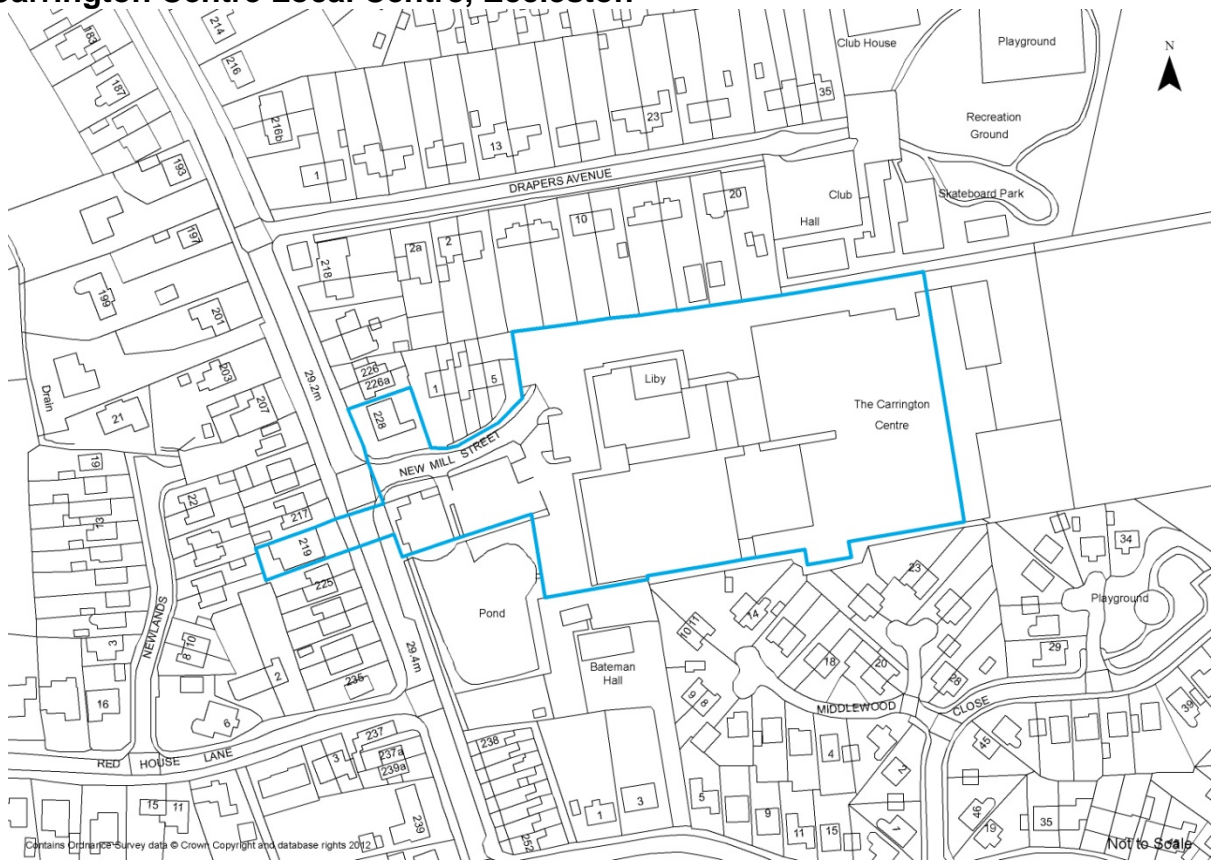 Carrington Centre Local Centre, Eccleston
183
187
193
197
199
201
203
207
21
Drain
214
216
216b
1
13
23
35
DRAPERS AVENUE
Club House
Playground
N
Recreation
Ground
Skateboard Park
Club
Hall
20
10
2
2a
218
29.2m
226
226a
228
1
5
NEW MILL STREET
Liby
The Carrington
Centre
19
13
22
217
219
225
29.4m
235
NEWLANDS
8 10
3
16
2
6
RED HOUSE LANE
15
11
3
237
237a
239a
239
Pond
Bateman
Hall
238
252
1
3
10 11
9 8
14
18
20
23
28
MIDDLEWOOD CLOSE
34
Playground
29
39
45
46
19
35
5
9
11
15
4
2
7
Contains Ordnance Survey data © Crown Copyright and database rights 2012
Not to Scale